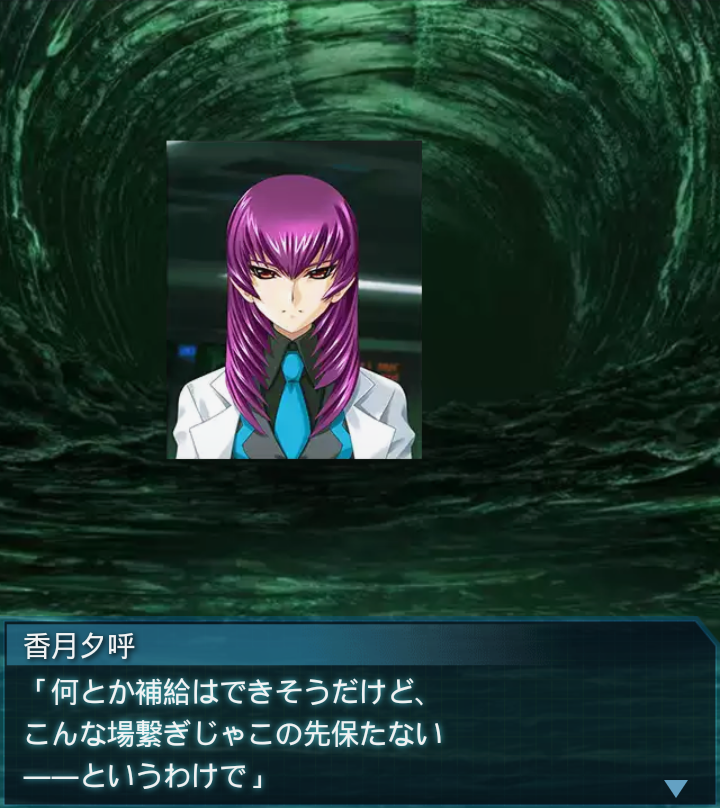 香月夕呼
「何とか補給はできそうだけど、
こんな場繋ぎじゃこの先保たない
――というわけで」